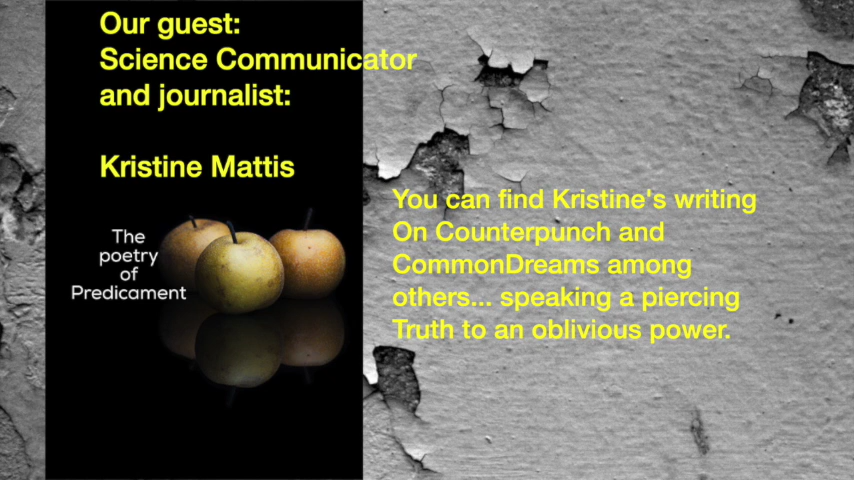 Our guest:
Science Communicator
and journalist:
Kristine Mattis
The
poetry
of
Predicament
You can find Kristine's writing
On Counterpunch and
CommonDreams among
others... speaking a piercing
Truth to an oblivious power.